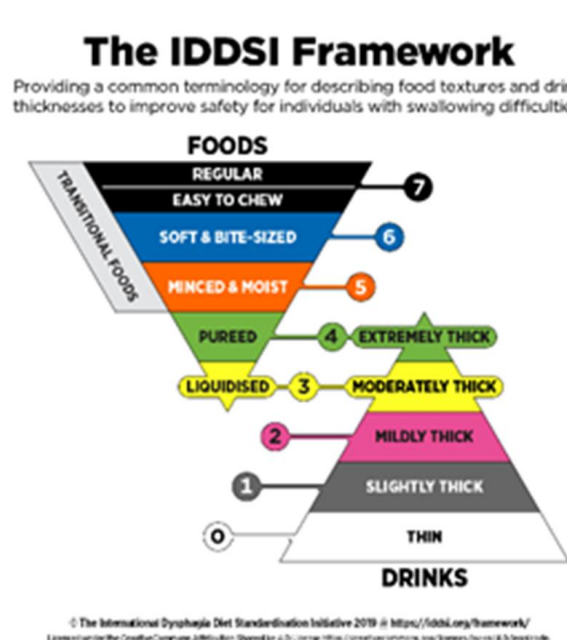 The IDDSI Framework
Providing a common terminology for describing food textures and drin
thicknesses to improve safety for individuals with swallowing difficultie
FOODS
REGULAR
7
EASY TO CHEW
TRANSITIONAL FOODS
SOFT & BITE-SIZED
6
MINCED & MOIST
5
PUREED
4
EXTREMELY THICK
LIQUIDISED
3
MODERATELY THICK
2
MILDLY THICK
1
SLIGHTLY THICK
0
THIN
DRINKS
© The International Dysphagia Diet Standardisation Initiative 2019 @ https://iddsi.org/framework/